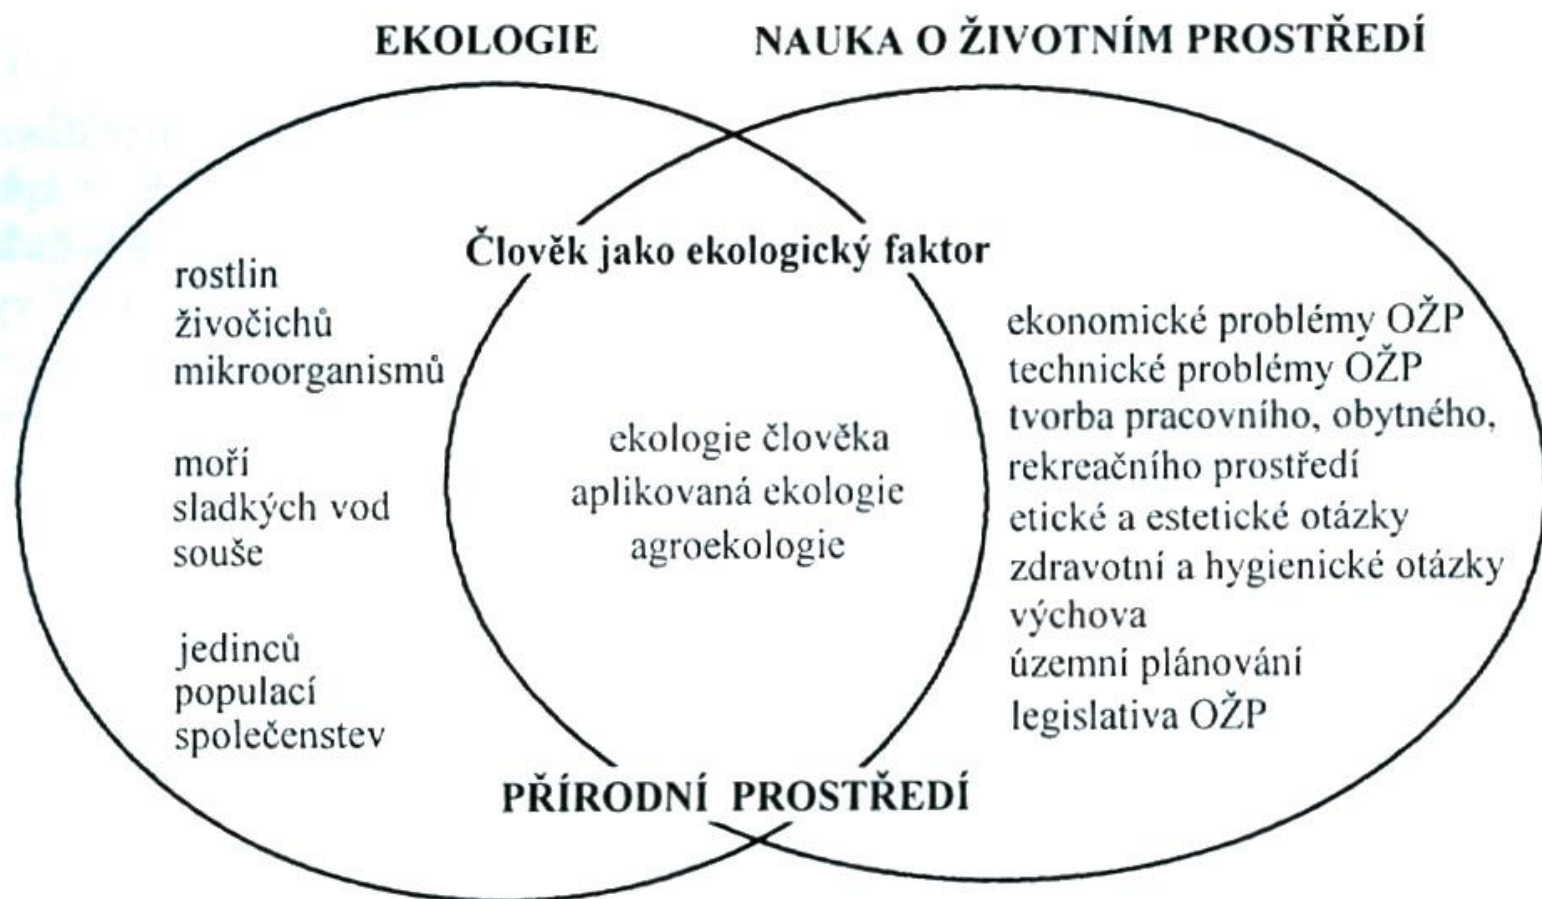 EKOLOGIE
NAUKA O ŽIVOTNÍM PROSTŘEDÍ
Člověk jako ekologický faktor
rostlin
živočichů
mikroorganismů
moří
sladkých vod
souše
jedinců
populací
společenstev
ekologie člověka
aplikovaná ekologie
agroekologie
ekonomické problémy OŽP
technické problémy OŽP
tvorba pracovního, obytného,
rekreačního prostředí
etické a estetické otázky
zdravotní a hygienické otázky
výchova
územní plánování
legislativa OŽP
PŘÍRODNÍ PROSTŘEDÍ